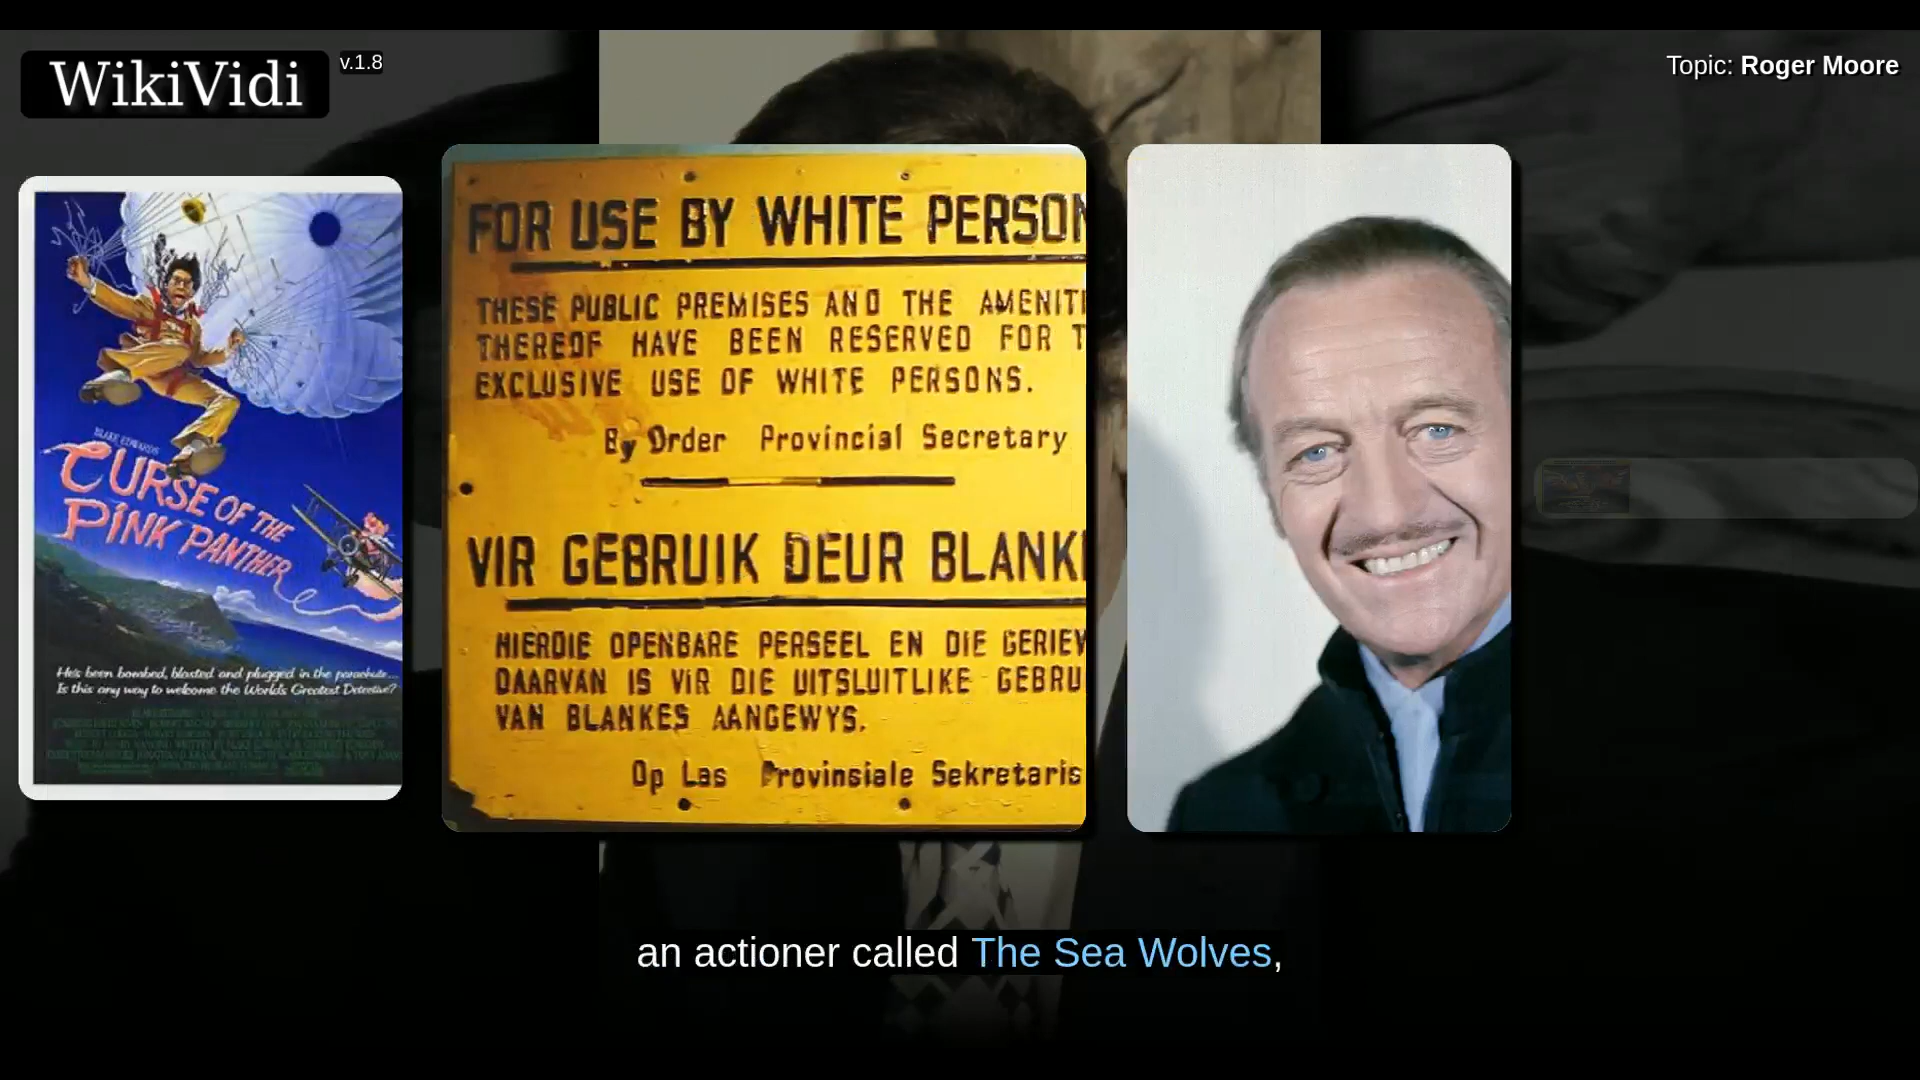 WikiVidi
v.1.8
Topic: Roger Moore
BLAKE EDWARDS'
CURSE OF THE
PINK PANTHER
He's been bombed, blasted and plugged in the parachute...
Is this any way to welcome the World's Greatest Detective?
FOR USE BY WHITE PERSON
THESE PUBLIC PREMISES AND THE AMENITI
THEREOF HAVE BEEN RESERVED FOR T
EXCLUSIVE USE OF WHITE PERSONS.
By Order Provincial Secretary
VIR GEBRUIK DEUR BLANKE
HIERDIE OPENBARE PERSEEL EN DIE GERIEW
DAARVAN IS VIR DIE UITSLUITLIKE GEBRU
VAN BLANKES AANGEWYS.
Op Las Provinsiale Sekretaris
an actioner called The Sea Wolves,